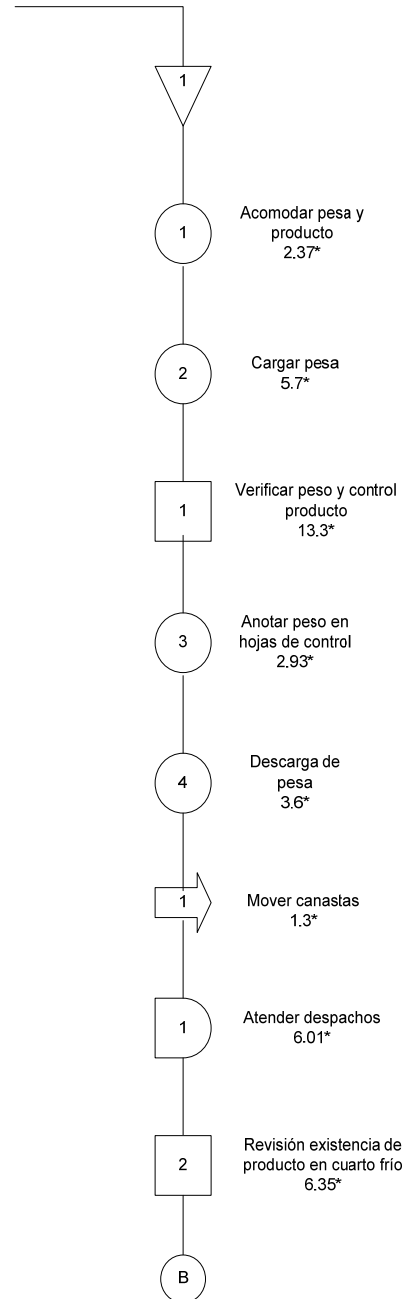 1
1
Acomodar pesa y
producto
2.37*
2
Cargar pesa
5.7*
1
Verificar peso y control
producto
13.3*
3
Anotar peso en
hojas de control
2.93*
4
Descarga de
pesa
3.6*
1
Mover canastas
1.3*
1
Atender despachos
6.01*
2
Revisión existencia de
producto en cuarto frío
6.35*
B